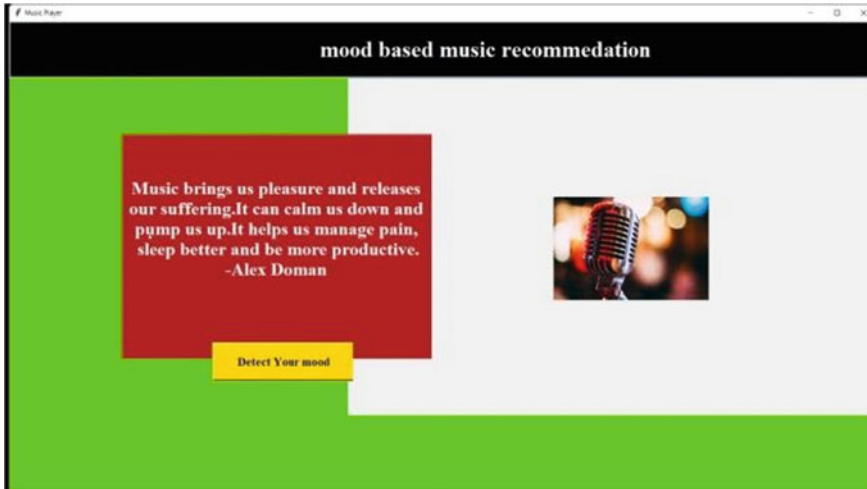 Music Player
mood based music recommedation
Music brings us pleasure and releases
our suffering.It can calm us down and
pump us up.It helps us manage pain,
sleep better and be more productive.
-Alex Doman
Detect Your mood